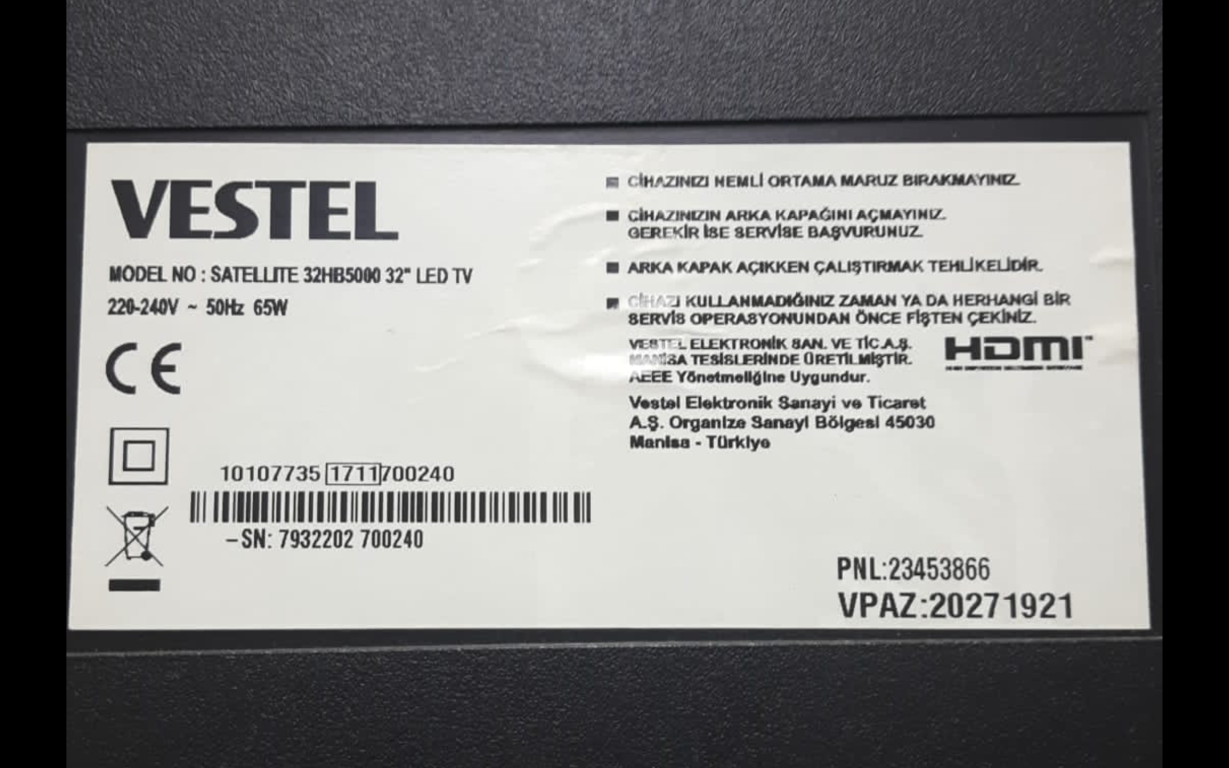 VESTEL
MODEL NO : SATELLITE 32HB5000 32" LED TV
220-240V ~ 50Hz 65W
CE
10107735 1711 700240
–SN: 7932202 700240
■ CİHAZINIZI NEMLİ ORTAMA MARUZ BIRAKMAYINIZ.
■ CİHAZINIZIN ARKA KAPAĞINI AÇMAYINIZ.
GEREKİR İSE SERVİSE BAŞVURUNUZ.
■ ARKA KAPAK AÇIKKEN ÇALIŞTIRMAK TEHLİKELİDİR.
■ CİHAZI KULLANMADIĞINIZ ZAMAN YA DA HERHANGİ BİR
SERVİS OPERASYONUNDAN ÖNCE FİŞTEN ÇEKİNİZ.
VESTEL ELEKTRONİK SAN. VE TİC A.Ş.
MANİSA TESİSLERİNDE ÜRETİLMİŞTİR.
AEEE Yönetmeliğine Uygundur.
HDMI
Vestel Elektronik Sanayi ve Ticaret
A.Ş. Organize Sanayi Bölgesi 45030
Manisa - Türkiye
PNL:23453866
VPAZ:20271921